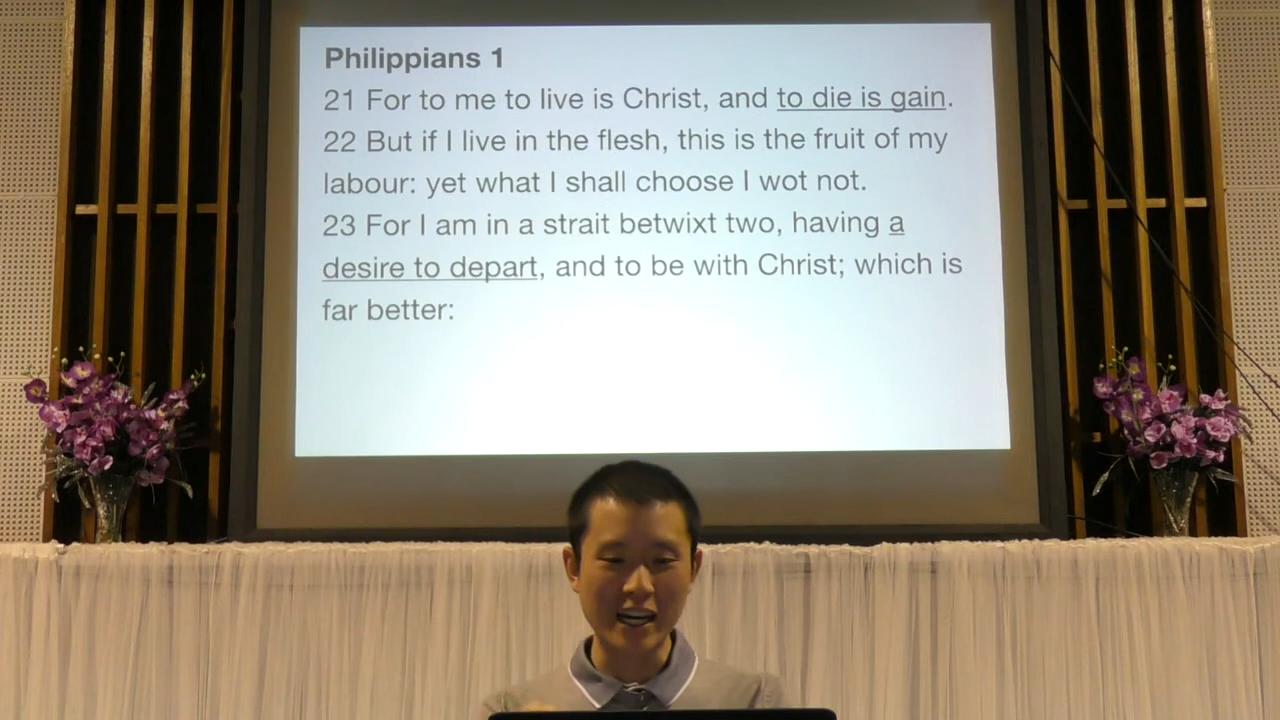 Philippians 1
21 For to me to live is Christ, and to die is gain.
22 But if I live in the flesh, this is the fruit of my
labour: yet what I shall choose I wot not.
23 For I am in a strait betwixt two, having a
desire to depart, and to be with Christ; which is
far better: